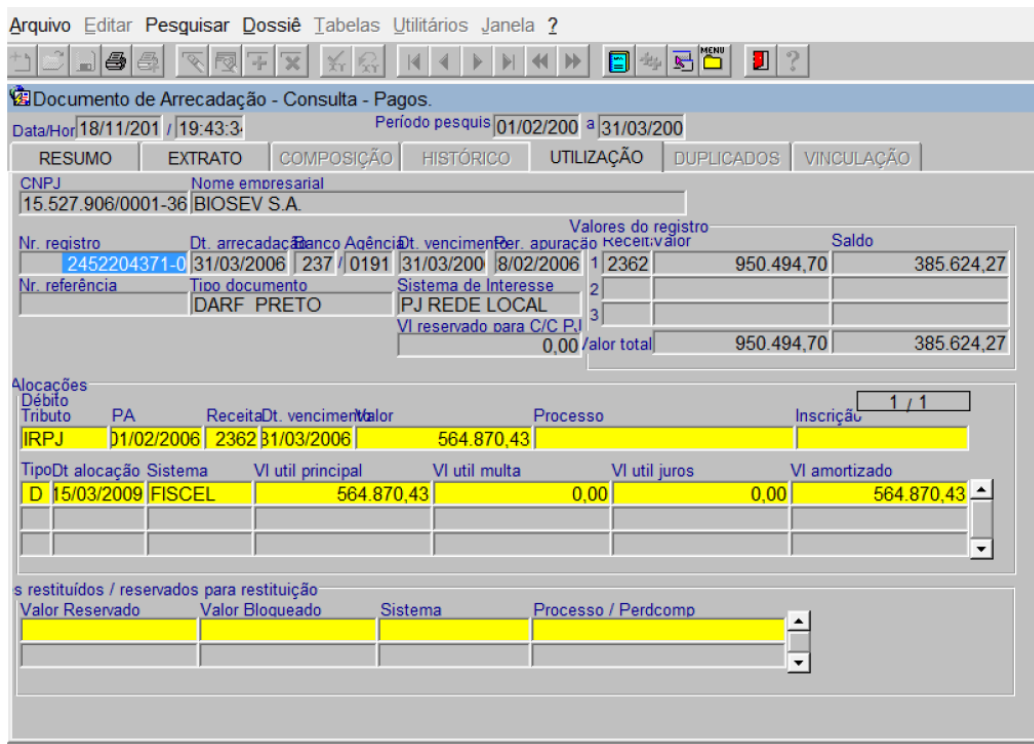 Arquivo Editar Pesquisar Dossiê Tabelas Utilitários Janela ?
MENU
Documento de Arrecadação - Consulta - Pagos.
Data/Hor 18/11/201 / 19:43:3 Período pesquis 01/02/200 a 31/03/200
RESUMO EXTRATO COMPOSIÇÃO HISTÓRICO UTILIZAÇÃO DUPLICADOS VINCULAÇÃO
CNPJ Nome empresarial
15.527.906/0001-36 BIOSEV S.A.
Valores do registro
Nr. registro Dt. arrecadação Banco Agência Dt. vencimento Per. apuração Receita Valor Saldo
2452204371-0 31/03/2006 237 / 0191 31/03/200 8/02/2006 1 2362 950.494,70 385.624,27
Nr. referência Tipo documento Sistema de Interesse 2
DARF PRETO PJ REDE LOCAL
3
Vl reservado para C/C PJ
0,00 Valor total 950.494,70 385.624,27
Alocações
Débito
1 / 1
Tributo PA Receita Dt. vencimento Valor Processo Inscrição
IRPJ 01/02/2006 2362 31/03/2006 564.870,43
Tipo Dt alocação Sistema Vl util principal Vl util multa Vl util juros Vl amortizado
D 15/03/2009 FISCEL 564.870,43 0,00 0,00 564.870,43
s restituídos / reservados para restituição
Valor Reservado Valor Bloqueado Sistema Processo / Perdcomp